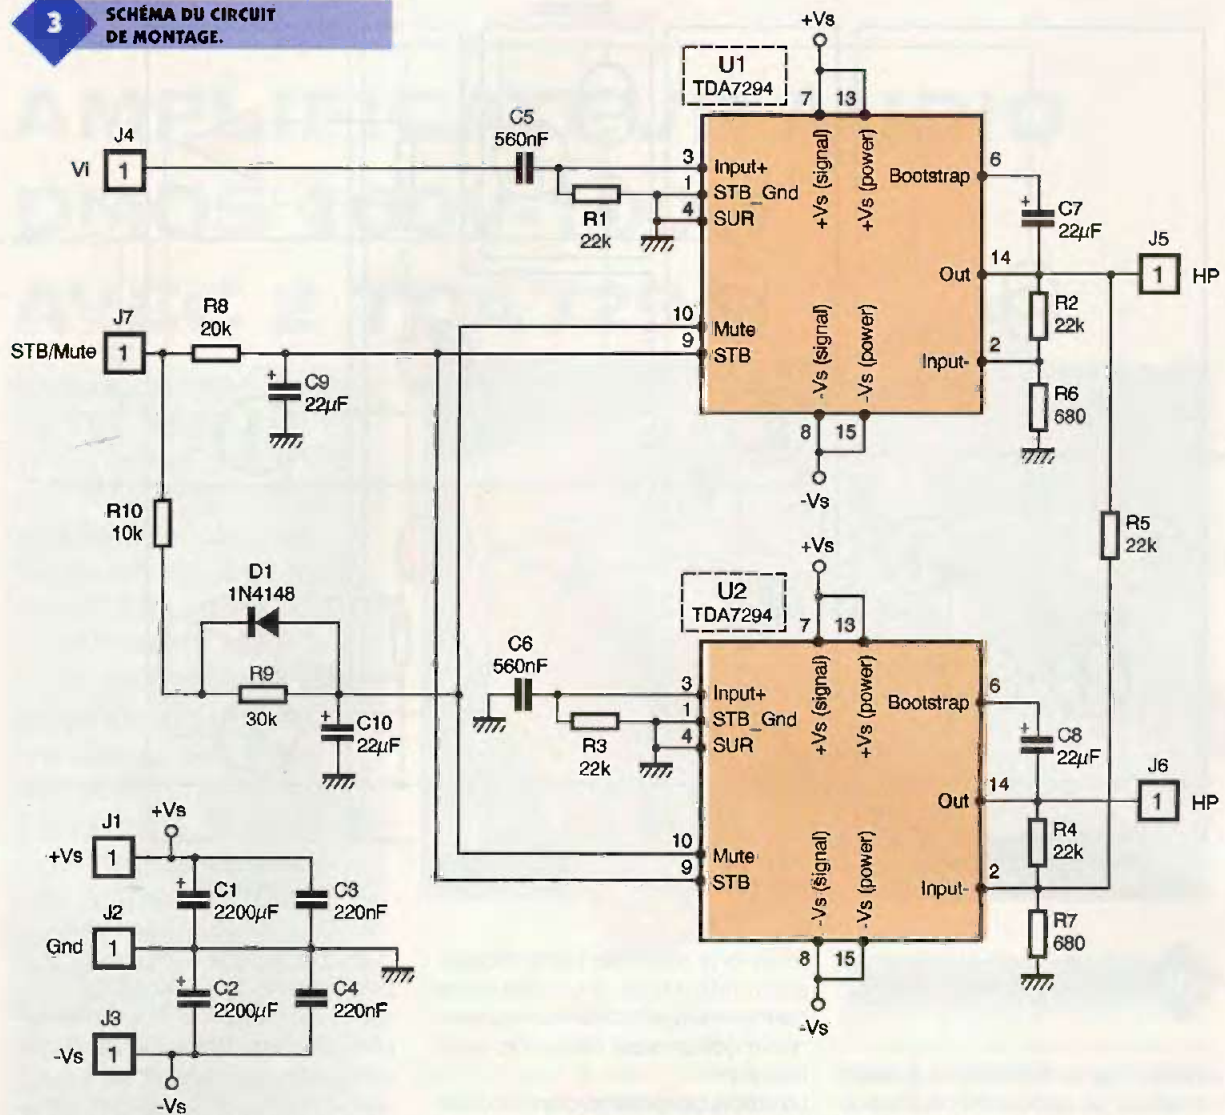 3
SCHÉMA DU CIRCUIT
DE MONTAGE.
+Vs
U1
TDA7294
7
13
C5
560nF
J4
Vi
1
3
Input+
1
STB_Gnd
4
SUR
R1
22k
+Vs (signal)
+Vs (power)
Bootstrap
6
+
C7
22µF
J5
Out
14
1
HP
R2
22k
10
Mute
9
STB
-Vs (signal)
-Vs (power)
Input-
2
R6
680
8
15
-Vs
J7
STB/Mute
1
R8
20k
+
C9
22µF
R10
10k
D1
1N4148
R9
30k
+
C10
22µF
R5
22k
+Vs
U2
TDA7294
7
13
C6
560nF
3
Input+
1
STB_Gnd
4
SUR
R3
22k
+Vs (signal)
+Vs (power)
Bootstrap
6
+
C8
22µF
J6
Out
14
1
HP
R4
22k
10
Mute
9
STB
-Vs (signal)
-Vs (power)
Input-
2
R7
680
8
15
-Vs
+Vs
J1
+Vs
1
+
C1
2200µF
C3
220nF
J2
Gnd
1
+
C2
2200µF
C4
220nF
J3
-Vs
1
-Vs